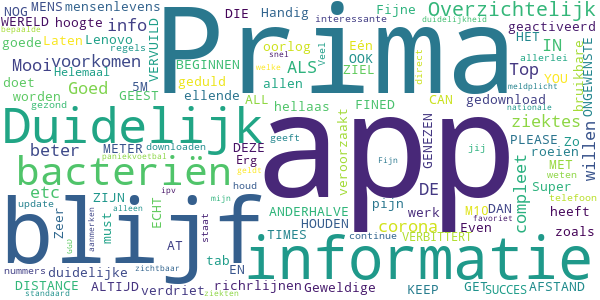 NOG MENS mensenlevens Prima Fijne DIE Handig Overzichtelijk
WERELD hoogte info interessante duidelijkheid
goede Lenovo VERVUILD oorlog Eén geactiveerd
Laten regels BEGINNEN snel Veel OOK HET allerlei bepaalde
Mooi voorkomen ALS ZIEL direct IN ONGEWENSTE
Helemaal geduld welke Top YOU bruikbare
doet Goed 5M GEEST ellende allen
gezond worden ALL FINED CAN gedownload meldplicht
Duidelijk hellaas veroorzaakt app GENEZEN PLEASE Zo ziektes nationale
beter METER downloaden DEZE roeien willen
bacteriën paniekvoetbal geeft Erg jij MET weten
etc ZIJN ipv geldt Fijn DE compleet Super telefoon
blijf ECHT mijn houd pijn corona werk DAN heeft
update Zeer must alleen ANDERHALVE MijQ favoriet
GGD aanmerken AT staat HOUDEN VERBITTERT Even zoals
duidelijke tab EN TIMES continue informatie
nummers zichtbaar richrlijnen
DISTANCE ALTIJD verdriet ziekten Geweldige KEEP GET SUCCES AFSTAND
standaard